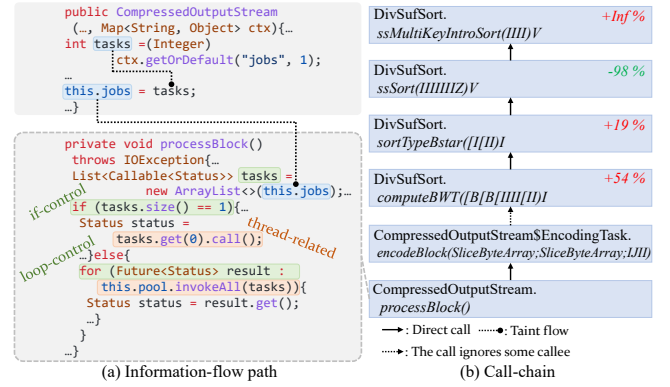 public CompressedOutputStream
(…, Map<String, Object> ctx){…
int tasks =(Integer)
ctx.getOrDefault("jobs", 1);
…
this.jobs = tasks;
…}
private void processBlock()
throws IOException{…
List<Callable<Status>> tasks =
new ArrayList<>(this.jobs);…
if-control
if (tasks.size() == 1){…
Status status =
thread-related
tasks.get(0).call();
loop-control
…}else{
for (Future<Status> result :
this.pool.invokeAll(tasks)){
Status status = result.get();
…}
}
…}
(a) Information-flow path
DivSufSort.
+Inf %
ssMultiKeyIntroSort(IIII)V
DivSufSort.
-98 %
ssSort(IIIIIIIZ)V
DivSufSort.
+19 %
sortTypeBstar([I[II)I
DivSufSort.
+54 %
computeBWT([B[B[IIII[II)I
CompressedOutputStream$EncodingTask.
encodeBlock(SliceByteArray;SliceByteArray;IJII)
CompressedOutputStream.
processBlock()
: Direct call
: Taint flow
: The call ignores some callee
(b) Call-chain